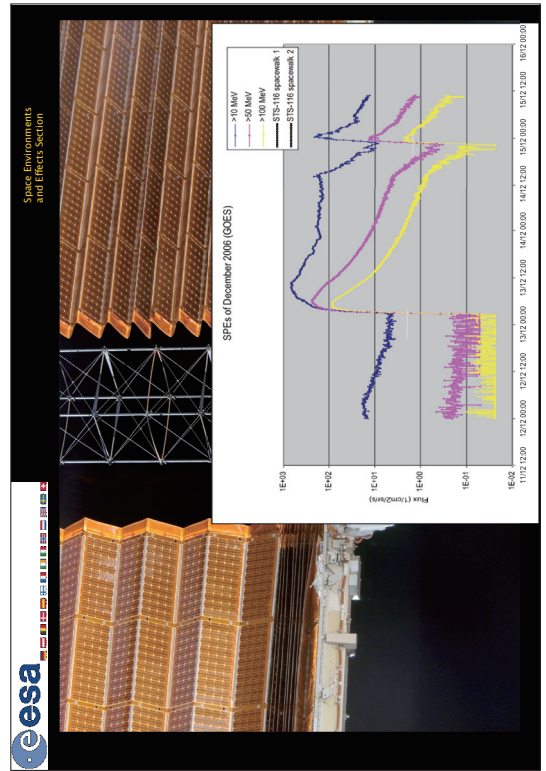 esa
Space Environments
and Effects Section
SPEs of December 2006 (GOES)
>10 MeV
>50 MeV
>100 MeV
STS-116 spacewalk 1
STS-116 spacewalk 2
Flux (1/cm2/sr/s)
1E+03
1E+02
1E+01
1E+00
1E-01
1E-02
11/12 12:00
12/12 00:00
12/12 12:00
13/12 00:00
13/12 12:00
14/12 00:00
14/12 12:00
15/12 00:00
15/12 12:00
16/12 00:00